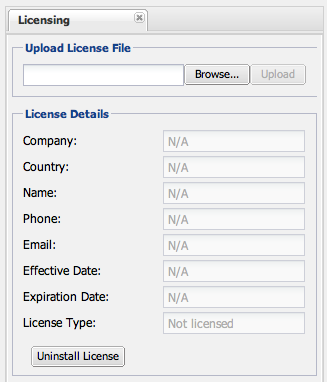 Licensing
Upload License File
Browse... Upload
License Details
Company: N/A
Country: N/A
Name: N/A
Phone: N/A
Email: N/A
Effective Date: N/A
Expiration Date: N/A
License Type: Not licensed
Uninstall License